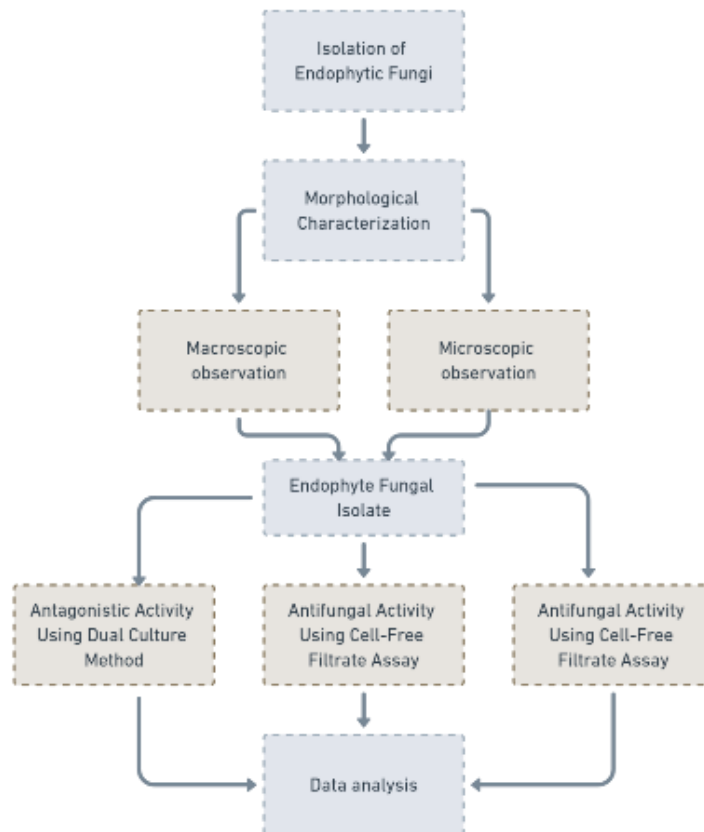 Isolation of
Endophytic Fungi
Morphological
Characterization
Macroscopic
observation
Microscopic
observation
Endophyte Fungal
Isolate
Antagonistic Activity
Using Dual Culture
Method
Antifungal Activity
Using Cell-Free
Filtrate Assay
Antifungal Activity
Using Cell-Free
Filtrate Assay
Data analysis